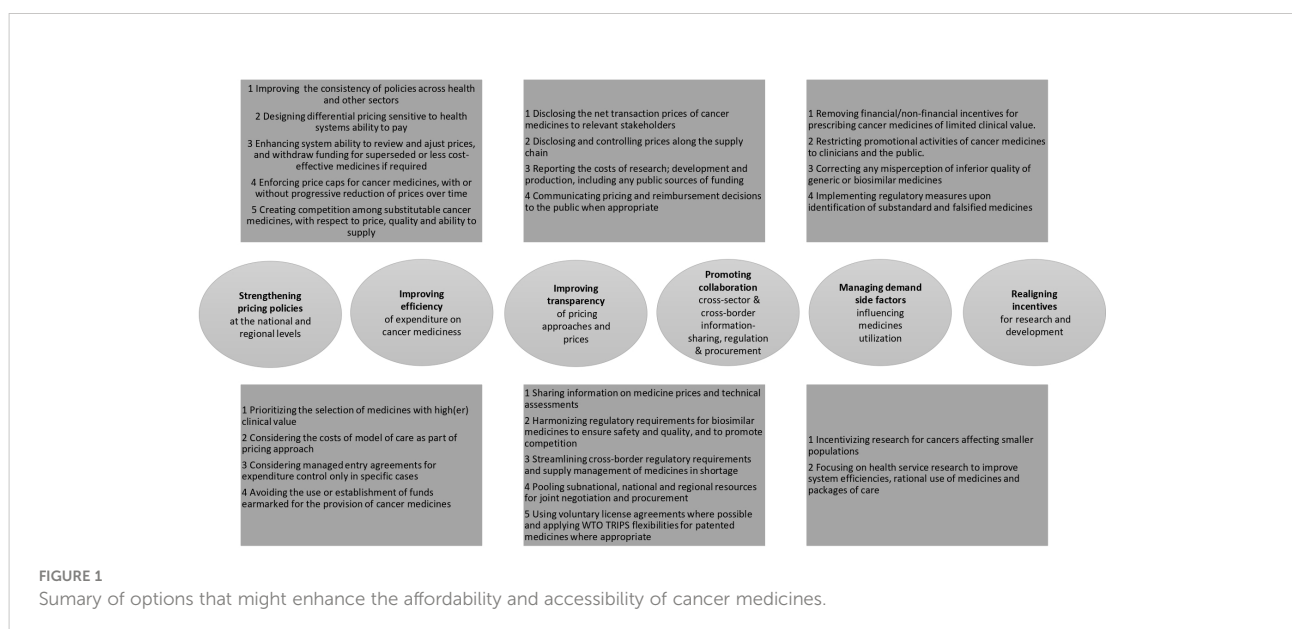 1 Improving the consistency of policies across health
and other sectors
2 Designing differential pricing sensitive to health
systems ability to pay
3 Enhancing system ability to review and ajust prices,
and withdraw funding for superseded or less cost-
effective medicines if required
4 Enforcing price caps for cancer medicines, with or
without progressive reduction of prices over time
5 Creating competition among substitutable cancer
medicines, with respect to price, quality and ability to
supply
1 Disclosing the net transaction prices of cancer
medicines to relevant stakeholders
2 Disclosing and controlling prices along the supply
chain
3 Reporting the costs of research; development and
production, including any public sources of funding
4 Communicating pricing and reimbursement decisions
to the public when appropriate
1 Removing financial/non-financial incentives for
prescribing cancer medicines of limited clinical value.
2 Restricting promotional activities of cancer medicines
to clinicians and the public.
3 Correcting any misperception of inferior quality of
generic or biosimilar medicines
4 Implementing regulatory measures upon
identification of substandard and falsified medicines
Strengthening
pricing policies
at the national and
regional levels
Improving
efficiency
of expenditure on
cancer mediciness
Improving
transparency
of pricing
approaches and
prices
Promoting
collaboration
cross-sector &
cross-border
information-
sharing, regulation
& procurement
Managing demand
side factors
influencing
medicines
utilization
Realigning
incentives
for research and
development
1 Prioritizing the selection of medicines with high(er)
clinical value
2 Considering the costs of model of care as part of
pricing approach
3 Considering managed entry agreements for
expenditure control only in specific cases
4 Avoiding the use or establishment of funds
earmarked for the provision of cancer medicines
1 Sharing information on medicine prices and technical
assessments
2 Harmonizing regulatory requirements for biosimilar
medicines to ensure safety and quality, and to promote
competition
3 Streamlining cross-border regulatory requirements
and supply management of medicines in shortage
4 Pooling subnational, national and regional resources
for joint negotiation and procurement
5 Using voluntary license agreements where possible
and applying WTO TRIPS flexibilities for patented
medicines where appropriate
1 Incentivizing research for cancers affecting smaller
populations
2 Focusing on health service research to improve
system efficiencies, rational use of medicines and
packages of care
FIGURE 1
Sumary of options that might enhance the affordability and accessibility of cancer medicines.